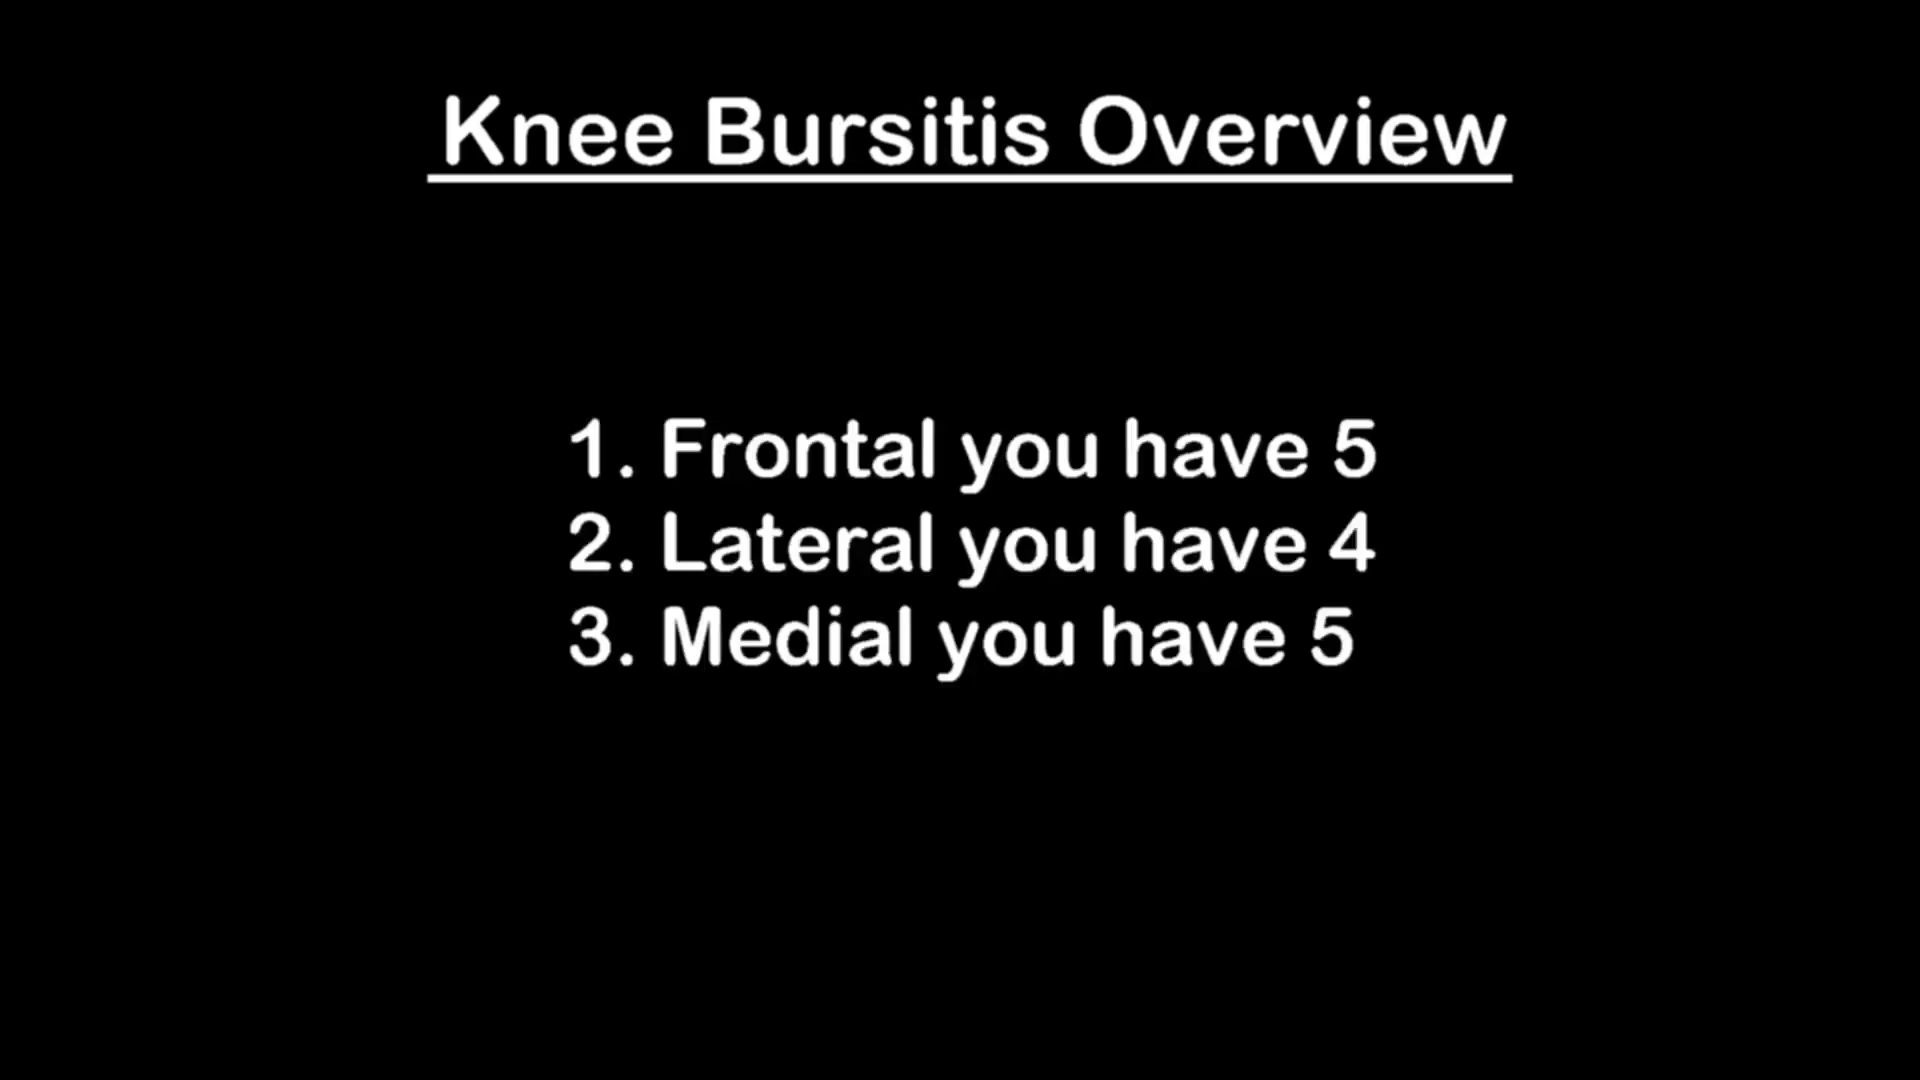 Knee Bursitis Overview
1. Frontal you have 5
2. Lateral you have 4
3. Medial you have 5